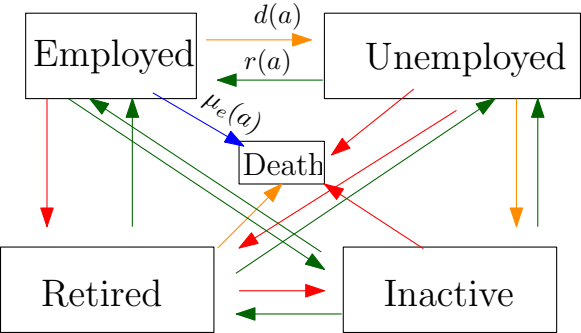 d(a)
Employed
Unemployed
r(a)
μₑ(a)
Death
Retired
Inactive